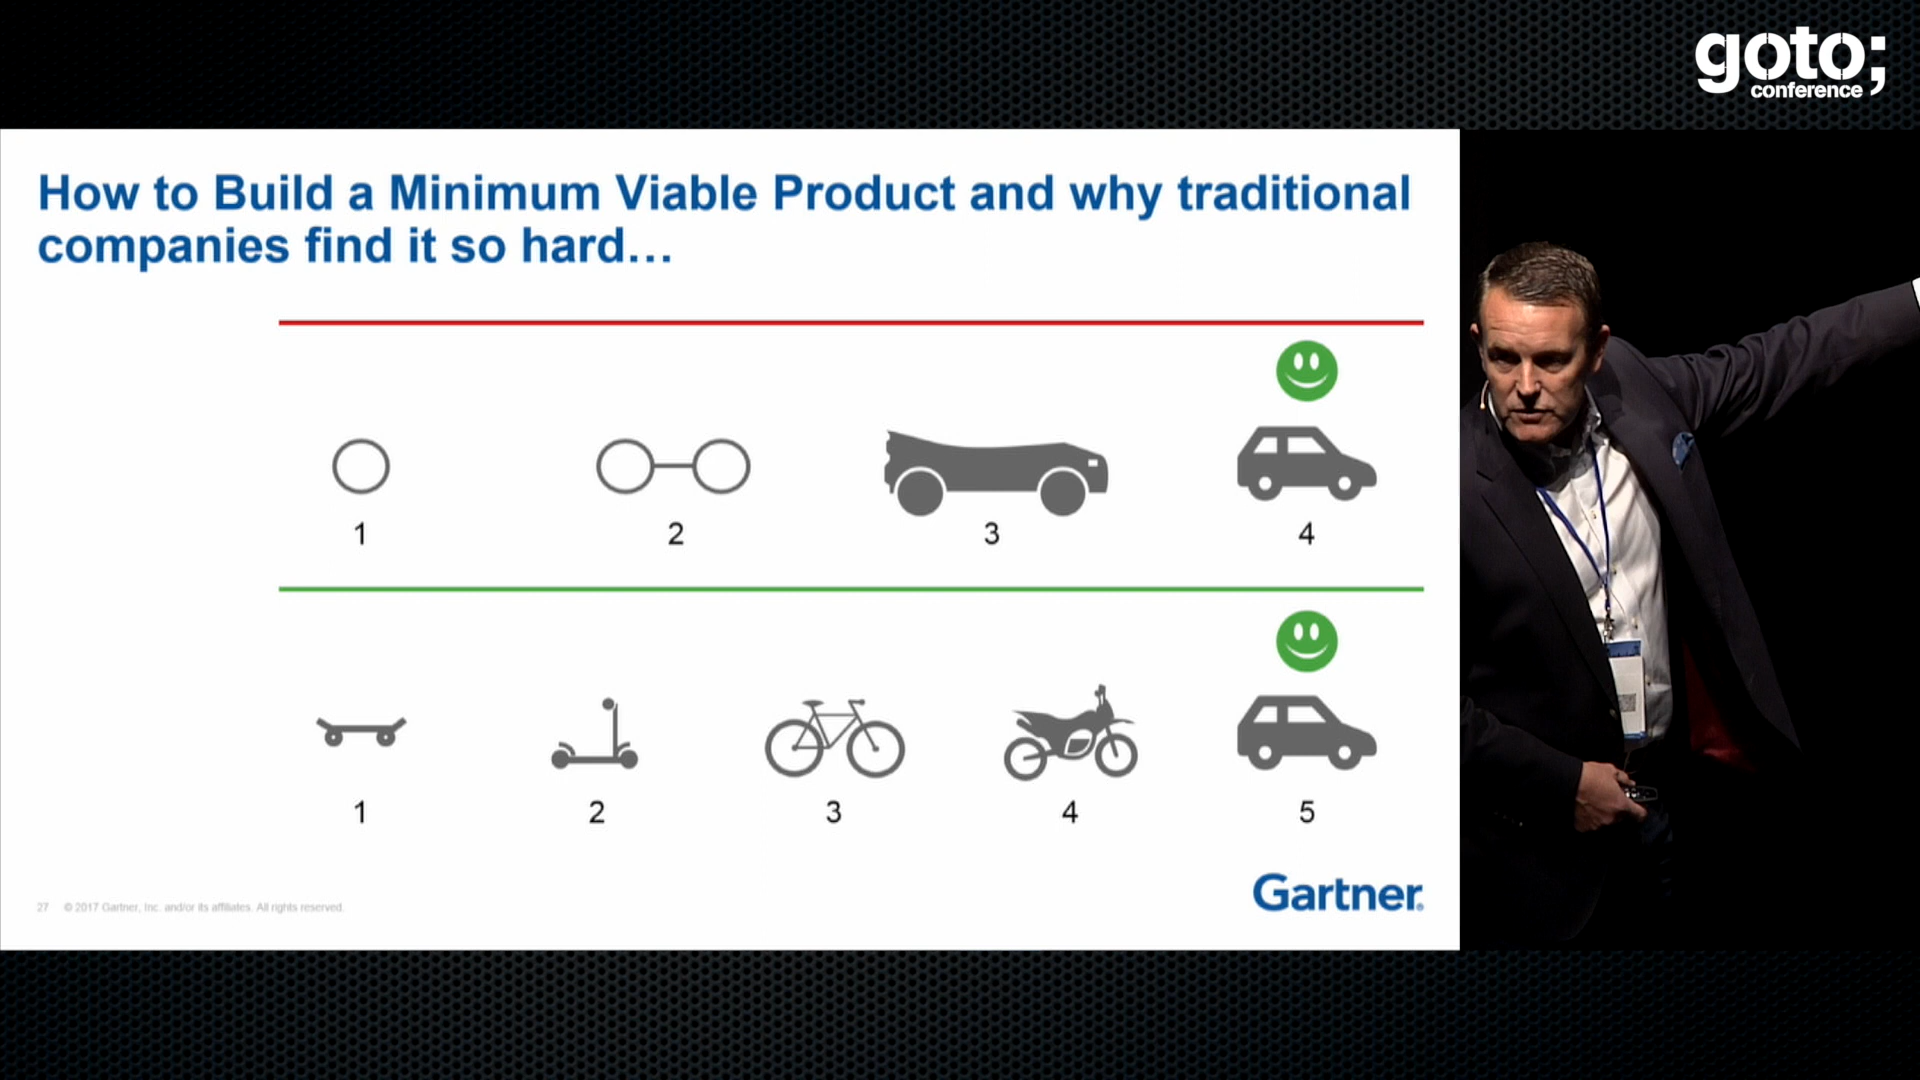 goto;
conference
How to Build a Minimum Viable Product and why traditional
companies find it so hard…
1 2 3 4
1 2 3 4 5
27 © 2017 Gartner, Inc. and/or its affiliates. All rights reserved.
Gartner®